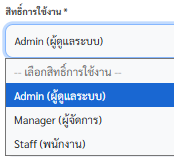 สิทธิ์การใช้งาน *
Admin (ผู้ดูแลระบบ)
-- เลือกสิทธิ์การใช้งาน --
Admin (ผู้ดูแลระบบ)
Manager (ผู้จัดการ)
Staff (พนักงาน)